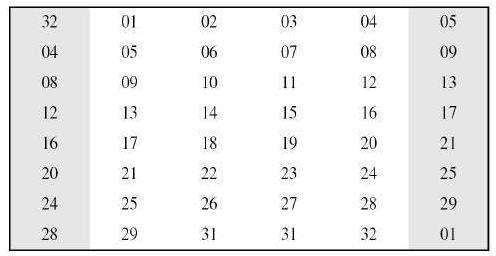 32 01 02 03 04 05
04 05 06 07 08 09
08 09 10 11 12 13
12 13 14 15 16 17
16 17 18 19 20 21
20 21 22 23 24 25
24 25 26 27 28 29
28 29 31 31 32 01